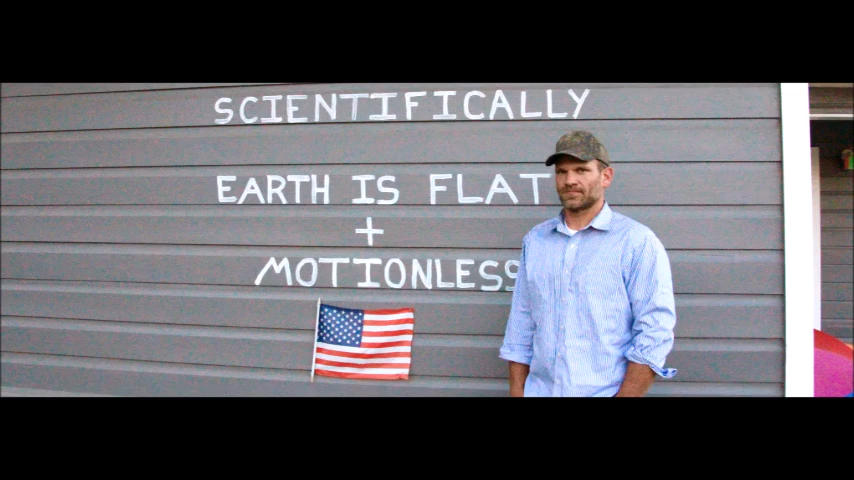 SCIENTIFICALLY
EARTH IS FLAT
+
MOTIONLESS